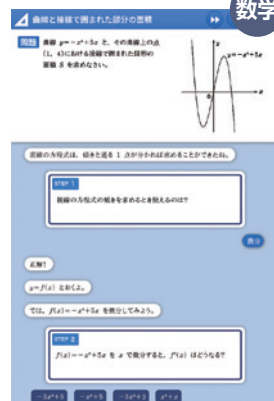 数学
曲線と接線で囲まれた部分の面積
問題 曲線 y=-x³+5x と、その曲線上の点
(1, 4)における接線で囲まれた図形の
面積 S を求めなさい。
y=-x³+5x
x
O
直線の方程式は、傾きと通る 1 点が分かれば求めることができたね。
STEP 1
接線の方程式の傾きを求めるとき使えるのは?
微分
正解!
y=f(x) とおくよ。
では、f(x)=-x³+5x を微分してみよう。
STEP 2
f(x)=-x³+5x を x で微分すると、f'(x) はどうなる?
-3x²+5
-x²+5